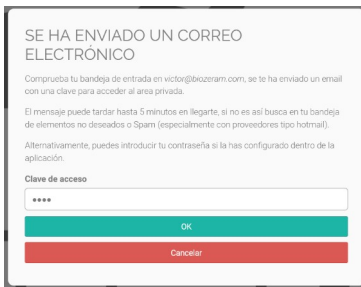 SE HA ENVIADO UN CORREO
ELECTRÓNICO
Comprueba tu bandeja de entrada en victor@biozeram.com, se te ha enviado un email
con una clave para acceder al area privada.
El mensaje puede tardar hasta 5 minutos en llegarte, si no es así busca en tu bandeja
de elementos no deseados o Spam (especialmente con proveedores tipo hotmail).
Alternativamente, puedes introducir tu contraseña si la has configurado dentro de la
aplicación.
Clave de acceso
••••
OK
Cancelar